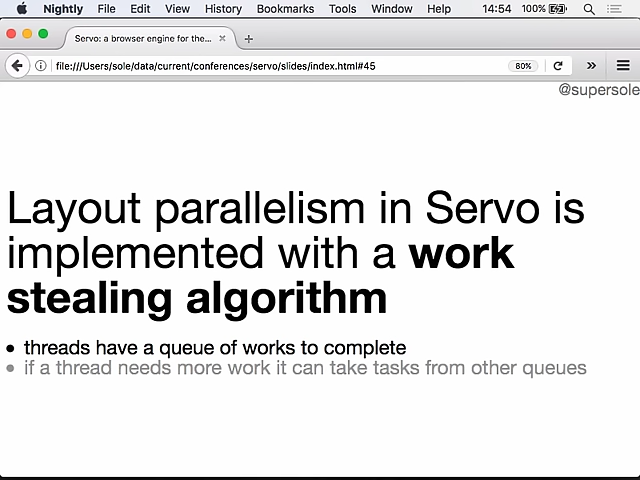 Nightly File Edit View History Bookmarks Tools Window Help 14:54 100%
Servo: a browser engine for the...
file:///Users/sole/data/current/conferences/servo/slides/index.html#45 80%
@supersole
Layout parallelism in Servo is
implemented with a work
stealing algorithm
• threads have a queue of works to complete
• if a thread needs more work it can take tasks from other queues